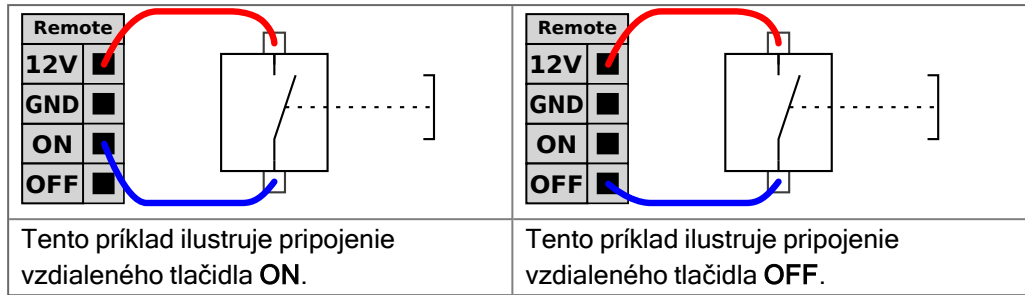 Remote
12V
GND
ON
OFF
Remote
12V
GND
ON
OFF
Tento príklad ilustruje pripojenie
vzdialeného tlačidla ON.
Tento príklad ilustruje pripojenie
vzdialeného tlačidla OFF.